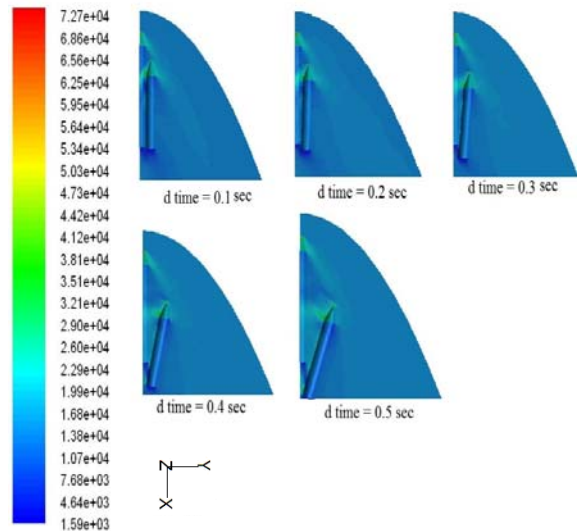 7.27e+04
6.86e+04
6.25e+04
5.94e+04
5.64e+04
5.34e+04
5.03e+04
4.73e+04
4.42e+04
4.12e+04
3.81e+04
3.51e+04
3.21e+04
2.90e+04
2.60e+04
2.29e+04
1.99e+04
1.68e+04
1.38e+04
1.07e+04
7.68e+03
4.64e+03
1.59e+03
d time = 0.1 sec
d time = 0.2 sec
d time = 0.3 sec
d time = 0.4 sec
d time = 0.5 sec
Z
Y
X